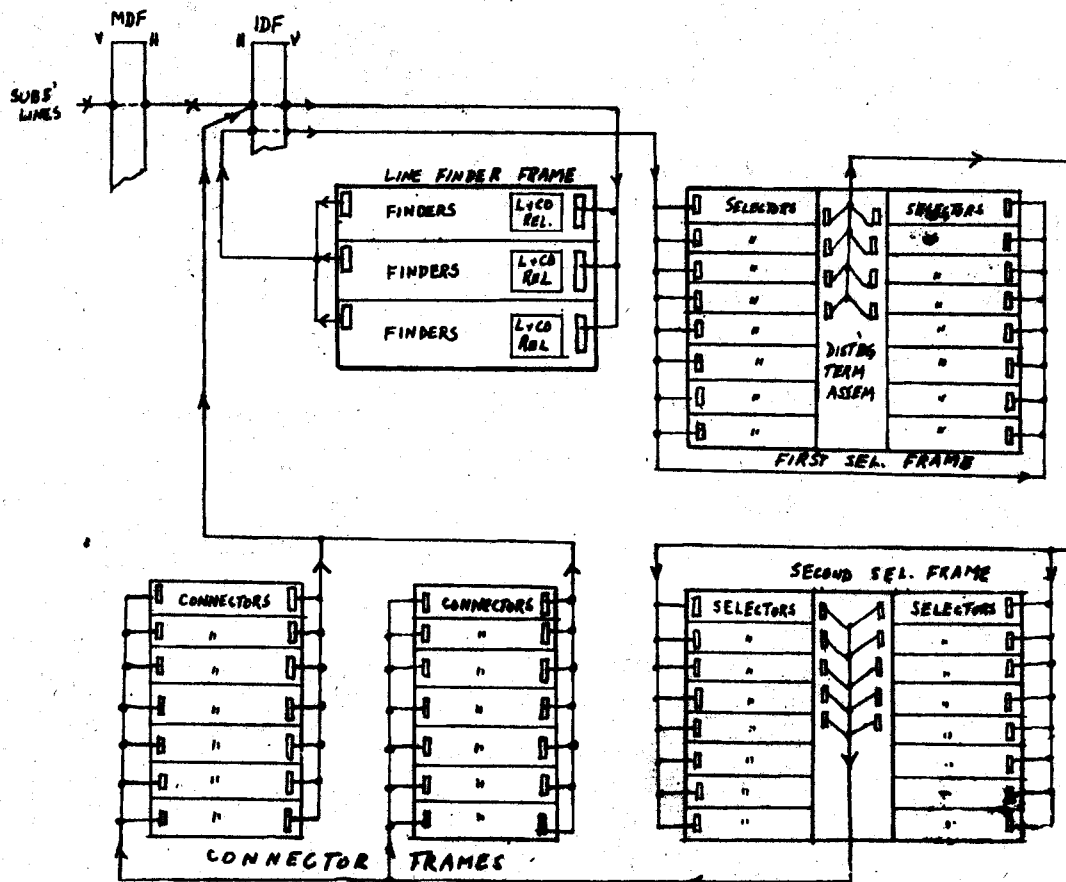 MDF
V H
IDF
H V
SUBS'
LINES
LINE FINDER FRAME
FINDERS
L+CO
REL.
FINDERS
L+CO
REL
FINDERS
L+CO
REL
SELECTORS
"
"
"
"
"
"
"
DIST'G
TERM
ASSEM
SELECTORS
"
"
"
"
"
"
FIRST SEL. FRAME
SECOND SEL. FRAME
SELECTORS
"
"
"
"
"
"
"
SELECTORS
"
"
"
"
"
"
"
CONNECTORS
"
"
"
"
"
"
CONNECTORS
"
"
"
"
"
"
CONNECTOR FRAMES